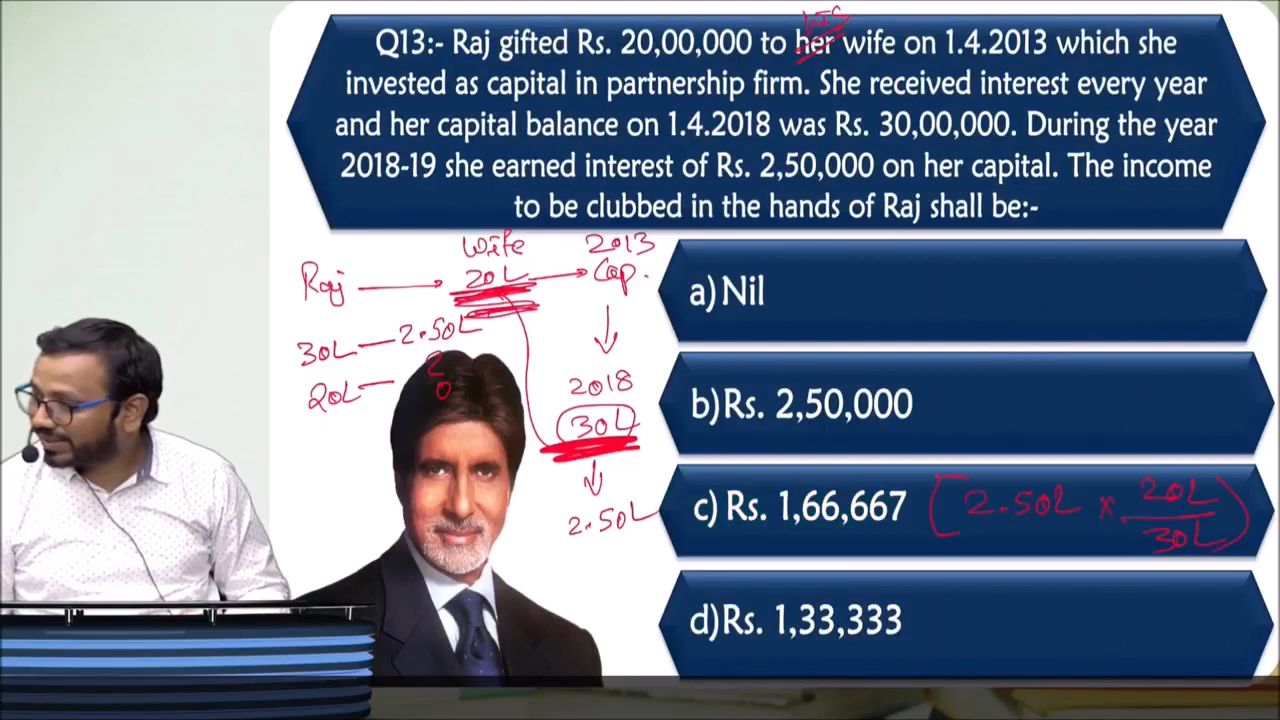 his
Q13:- Raj gifted Rs. 20,00,000 to her wife on 1.4.2013 which she
invested as capital in partnership firm. She received interest every year
and her capital balance on 1.4.2018 was Rs. 30,00,000. During the year
2018-19 she earned interest of Rs. 2,50,000 on her capital. The income
to be clubbed in the hands of Raj shall be:-
Wife 2013
Raj 20L Cap.
30L - 2.50L
20L - ?
2018
30L
2.50L
a) Nil
b) Rs. 2,50,000
c) Rs. 1,66,667 [2.50L x 20L
30L)
d) Rs. 1,33,333